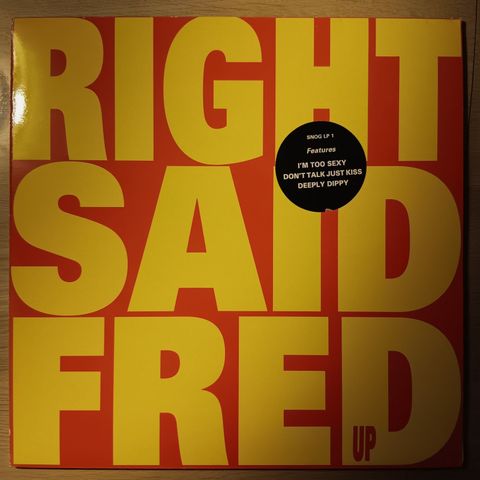 RIGHT
SAID
FRED
UP
SNOG LP 1
Features
I'M TOO SEXY
DON'T TALK JUST KISS
DEEPLY DIPPY